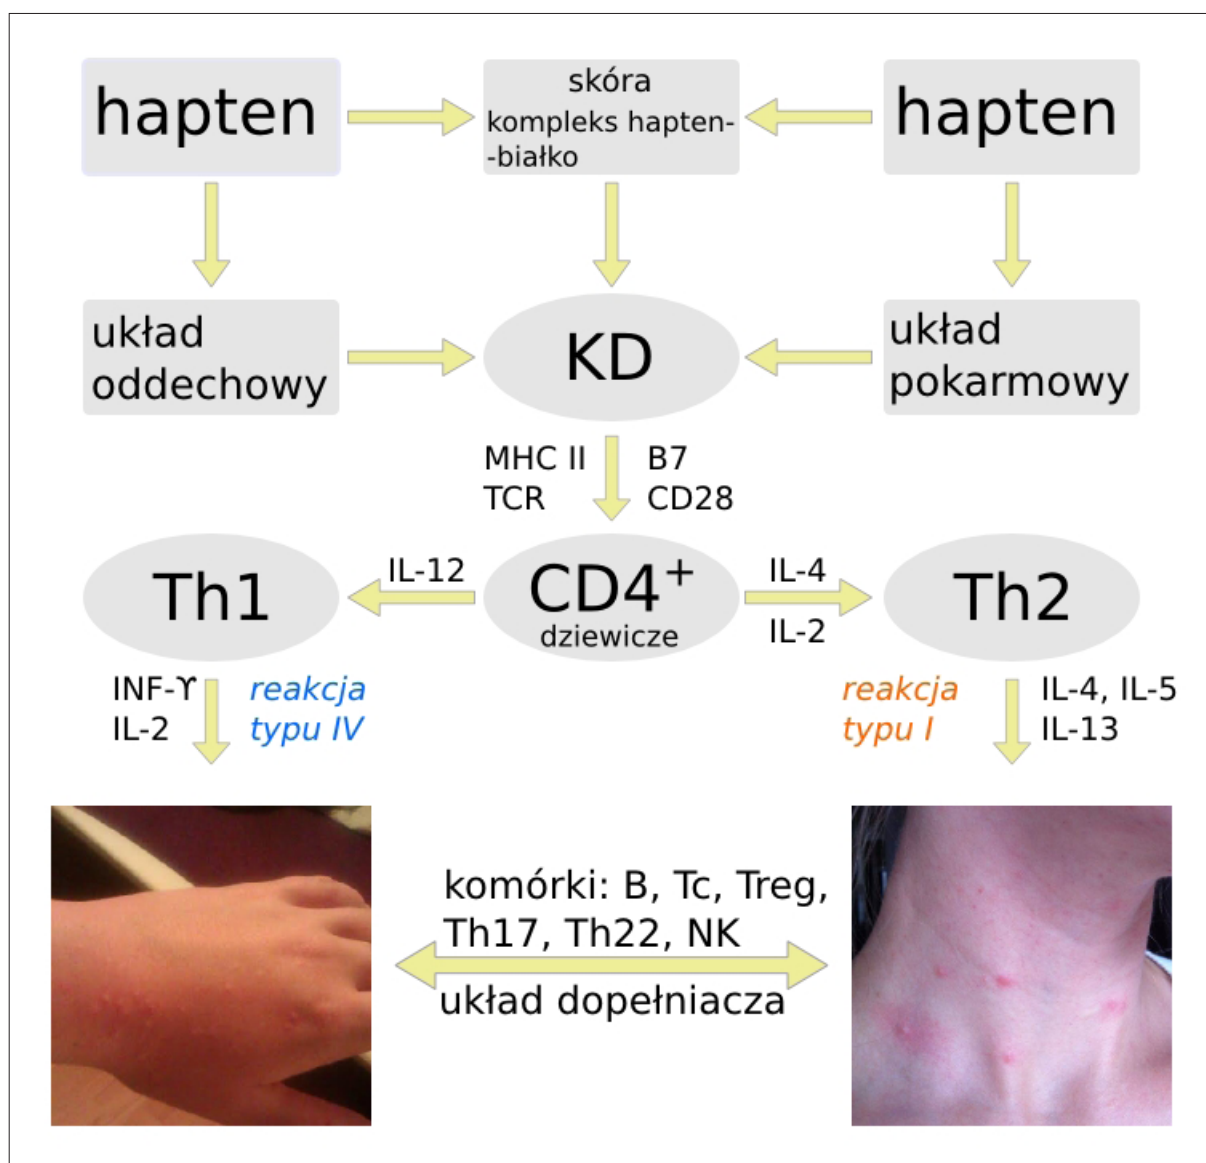 hapten
skóra
kompleks hapten-
-białko
hapten
układ
oddechowy
KD
układ
pokarmowy
MHC II
TCR
B7
CD28
Th1
IL-12
CD4⁺
dziewicze
IL-4
IL-2
Th2
INF-ϒ
IL-2
reakcja
typu IV
reakcja
typu I
IL-4, IL-5
IL-13
komórki: B, Tc, Treg,
Th17, Th22, NK
układ dopełniacza